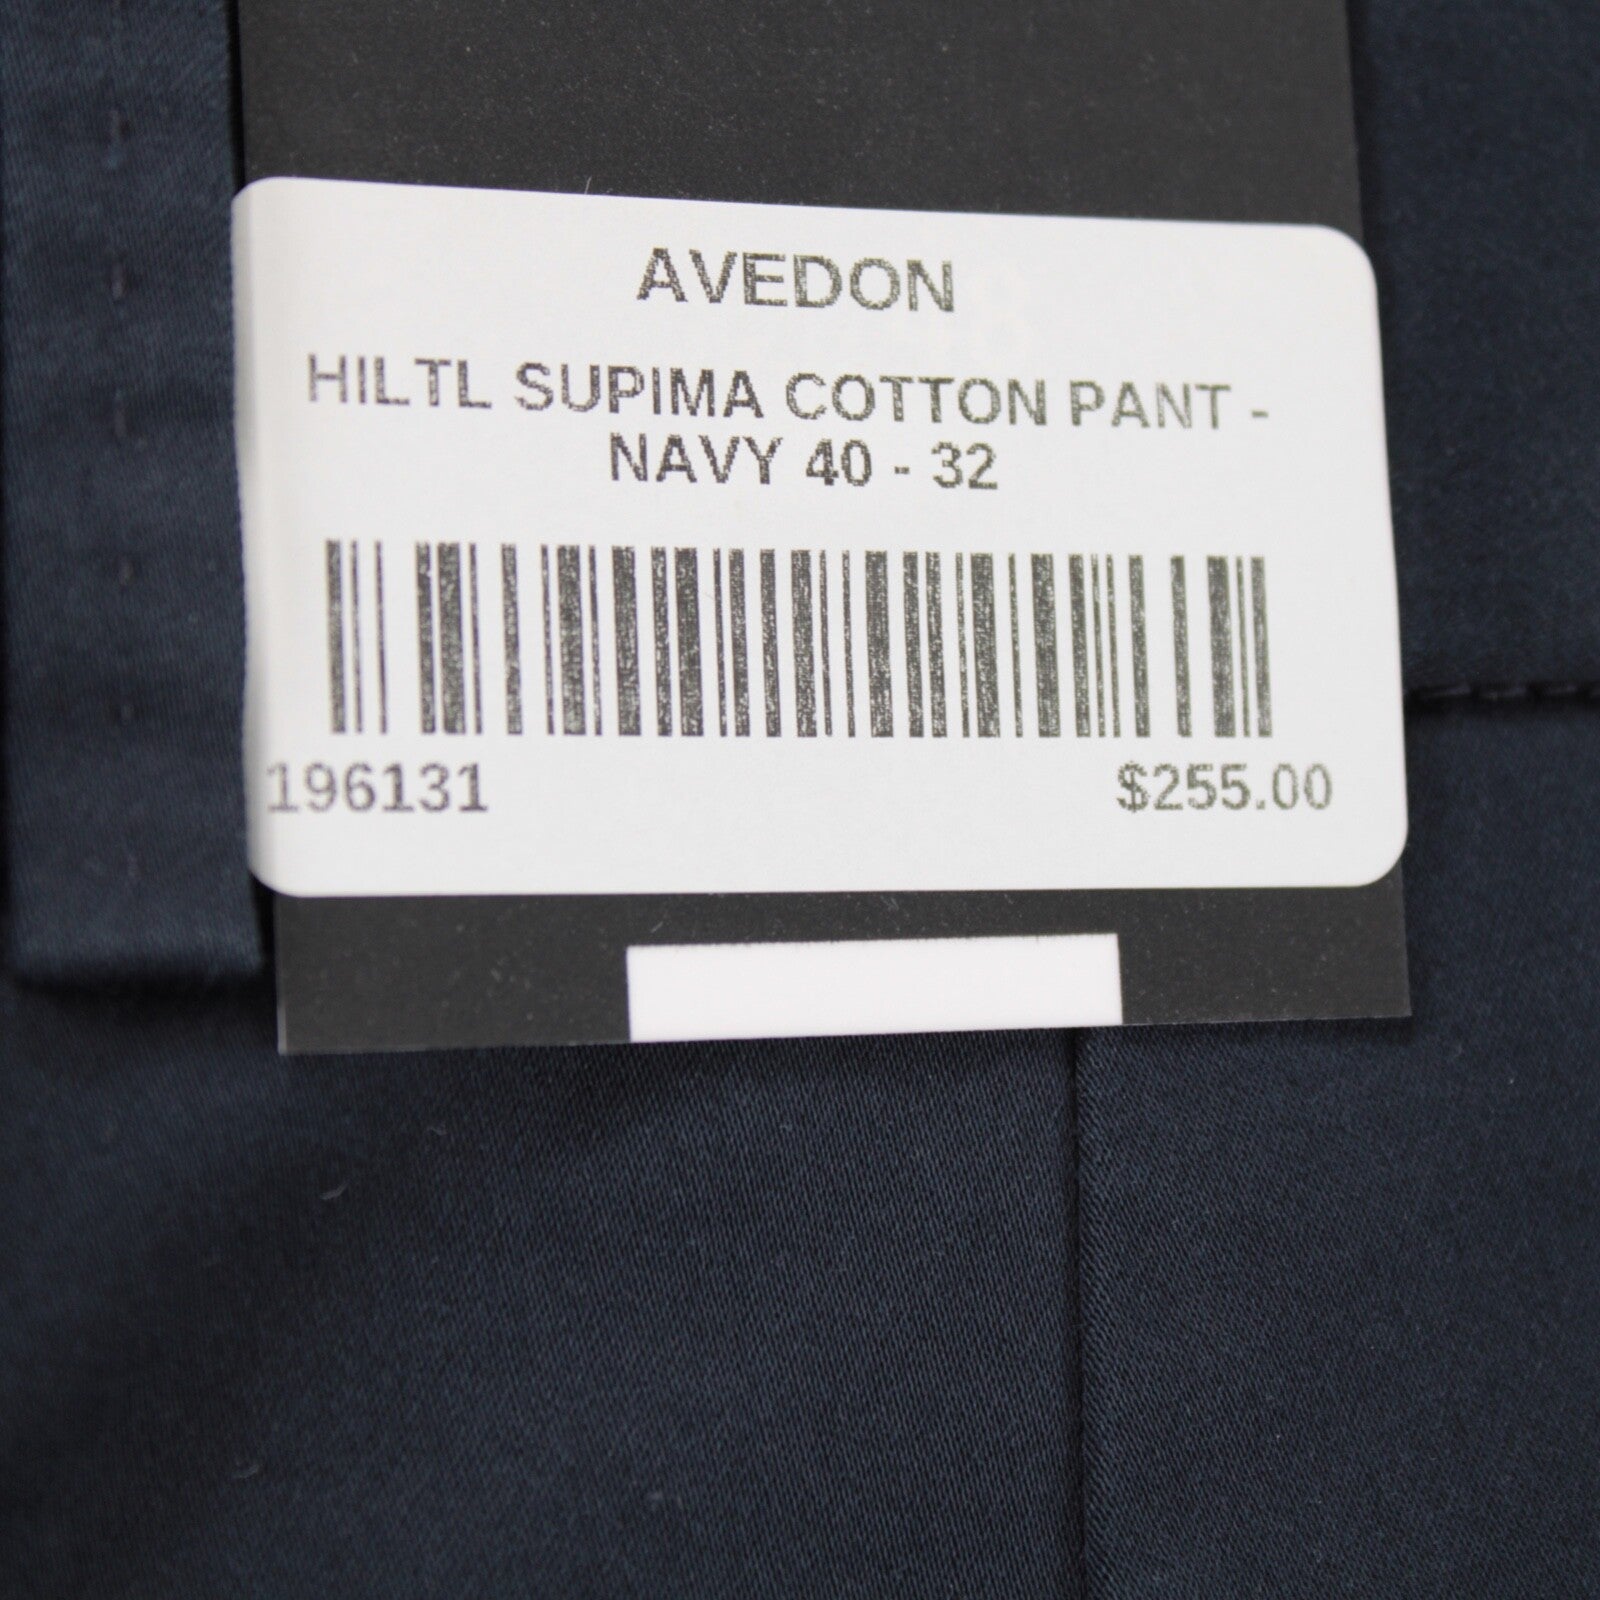 AVEDON
HILTL SUPIMA COTTON PANT -
NAVY 40 - 32
196131
$255.00